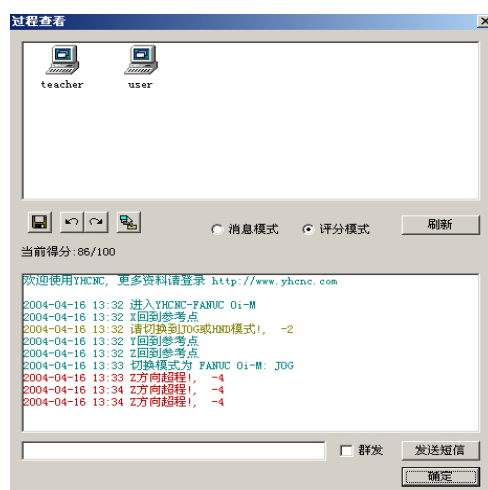 过程查看
teacher user
消息模式 评分模式 刷新
当前得分:86/100
欢迎使用YHCNC, 更多资料请登录 http://www.yhcnc.com
2004-04-16 13:32 进入YHCNC-FANUC Oi-M
2004-04-16 13:32 X回到参考点
2004-04-16 13:32 请切换到JOG或HND模式!, -2
2004-04-16 13:32 Y回到参考点
2004-04-16 13:32 Z回到参考点
2004-04-16 13:33 切换模式为 FANUC Oi-M: JOG
2004-04-16 13:33 Z方向超程!, -4
2004-04-16 13:34 Z方向超程!, -4
2004-04-16 13:34 Z方向超程!, -4
群发 发送短信
确定